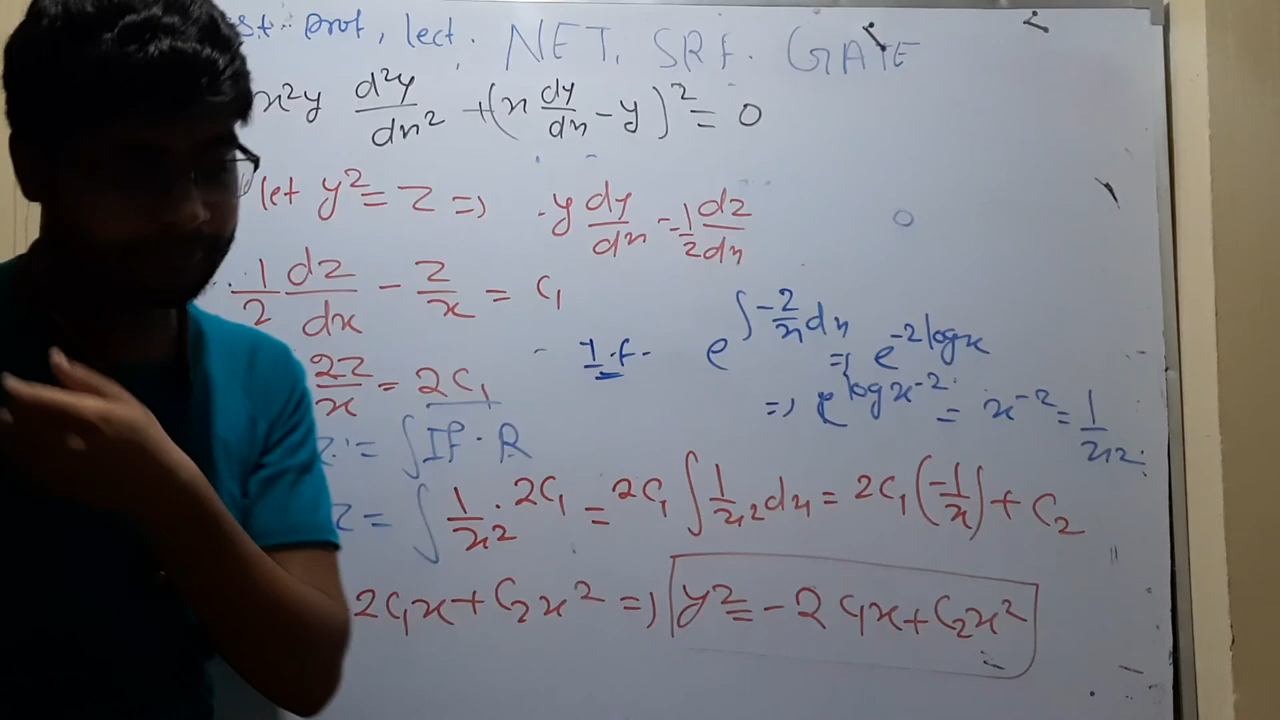 st. prof, lect. NET, SRF. GATE
x²y d²y/dx² + (x dy/dx - y)² = 0
let y² = z => y dy/dx = 1/2 dz/dx
1/2 dz/dx - z/x = c₁
2z/x = 2c₁
I.F. e^∫-2/x dx => e^-2logx
=> e^logx^-2 = x^-2 = 1/x²
z = ∫IF·R
z = ∫ 1/x² · 2c₁ = 2c₁ ∫ 1/x² dx = 2c₁(-1/x) + c₂
2c₁x + c₂x² => y² = -2c₁x + c₂x²